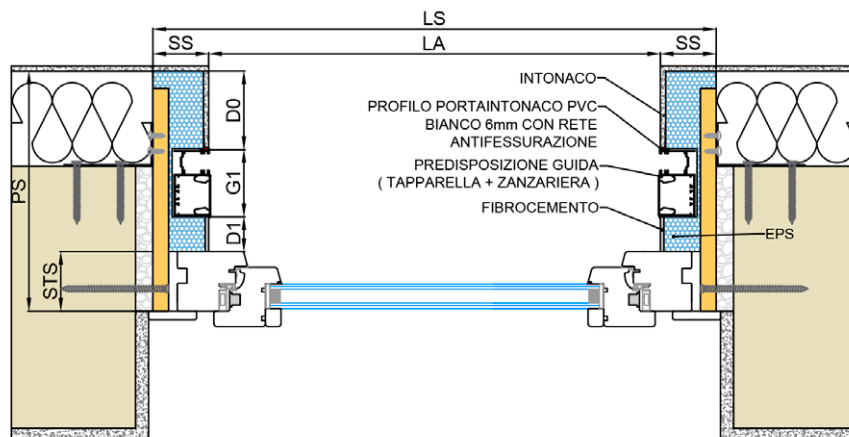 LS
SS
LA
SS
INTONACO
PROFILO PORTAINTONACO PVC
BIANCO 6mm CON RETE
ANTIFESSURAZIONE
PREDISPOSIZIONE GUIDA
( TAPPARELLA + ZANZARIERA )
FIBROCEMENTO
EPS
D0
G1
D1
PS
STS